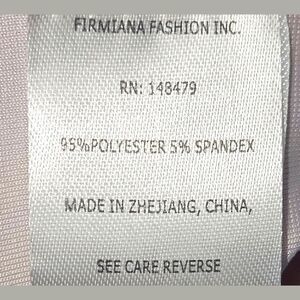 FIRMIANA FASHION INC.
RN: 148479
95%POLYESTER 5% SPANDEX
MADE IN ZHEJIANG, CHINA,
SEE CARE REVERSE